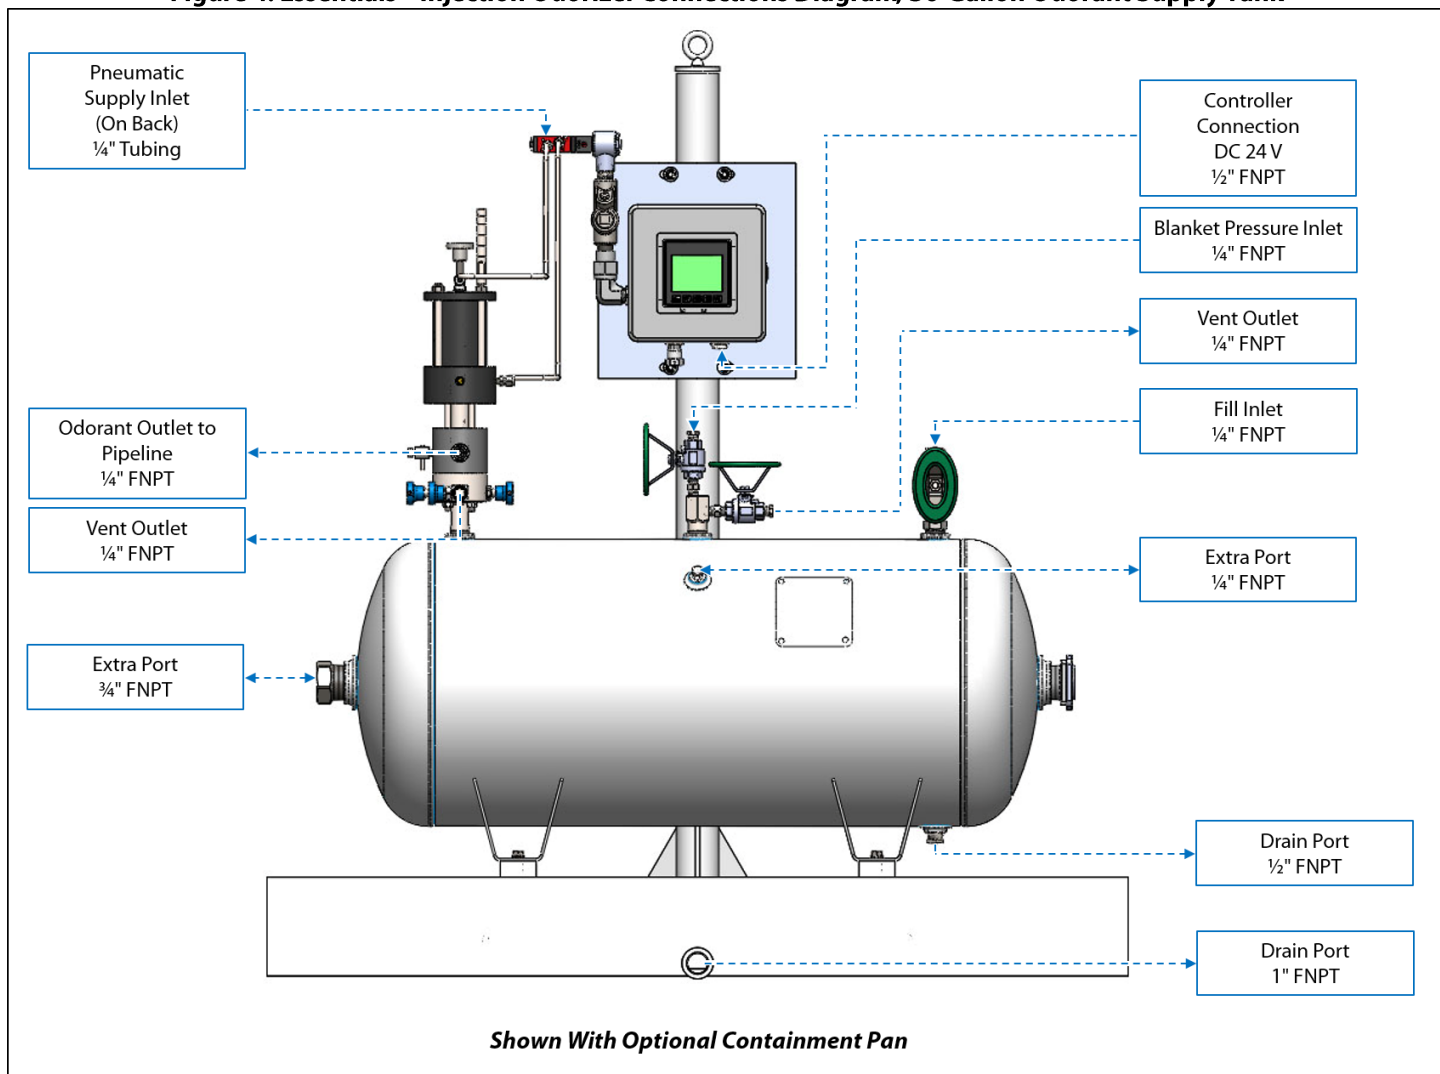 Pneumatic
Supply Inlet
(On Back)
¼" Tubing
Controller
Connection
DC 24 V
½" FNPT
Blanket Pressure Inlet
¼" FNPT
Vent Outlet
¼" FNPT
Fill Inlet
¼" FNPT
Odorant Outlet to
Pipeline
¼" FNPT
Vent Outlet
¼" FNPT
Extra Port
¼" FNPT
Extra Port
¾" FNPT
Drain Port
½" FNPT
Drain Port
1" FNPT
Shown With Optional Containment Pan